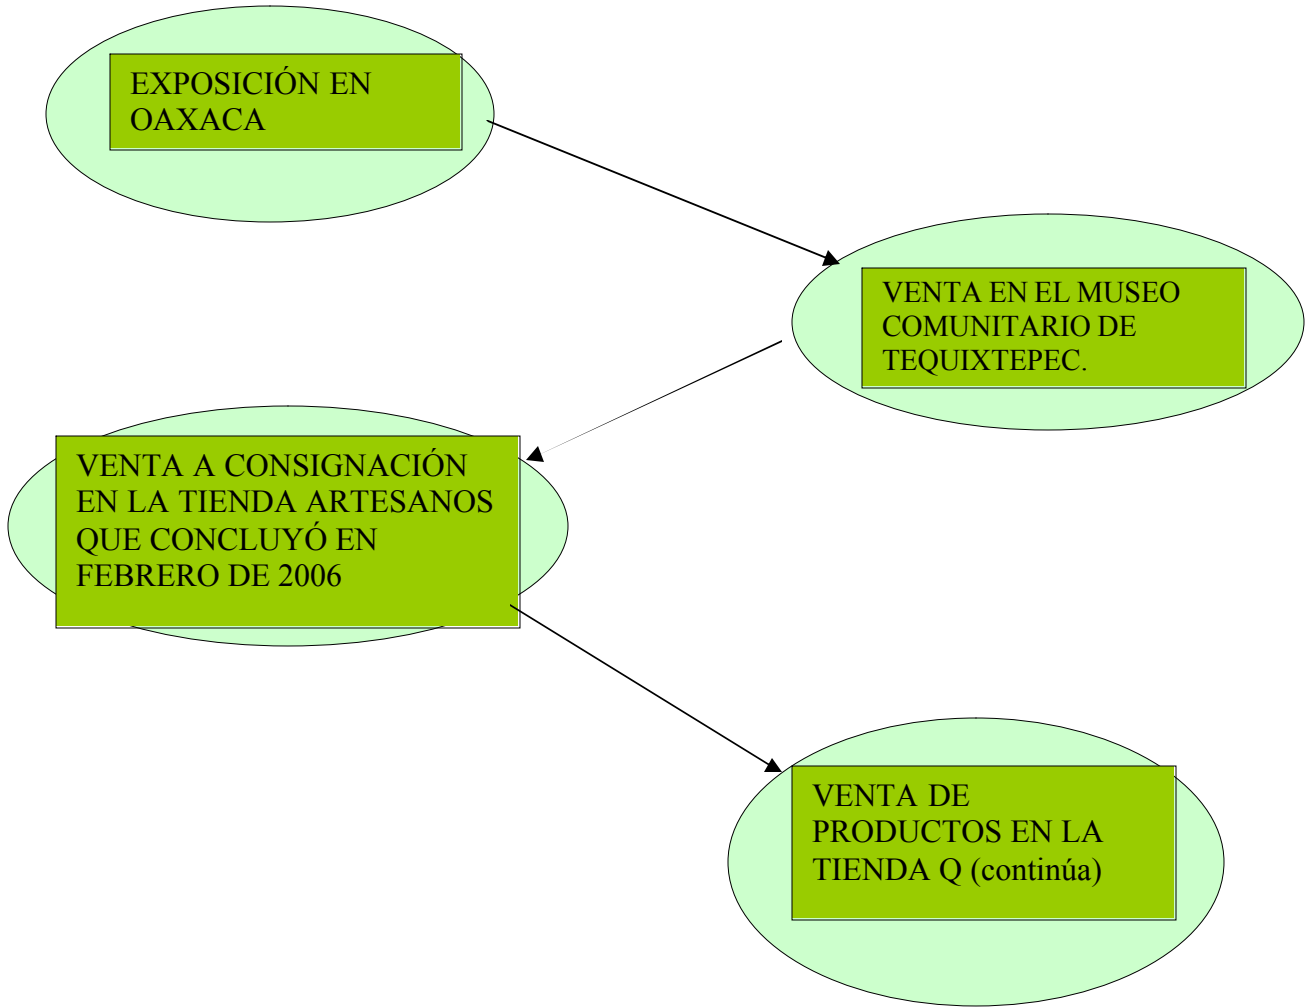 EXPOSICIÓN EN
OAXACA
VENTA EN EL MUSEO
COMUNITARIO DE
TEQUIXTEPEC.
VENTA A CONSIGNACIÓN
EN LA TIENDA ARTESANOS
QUE CONCLUYÓ EN
FEBRERO DE 2006
VENTA DE
PRODUCTOS EN LA
TIENDA Q (continúa)